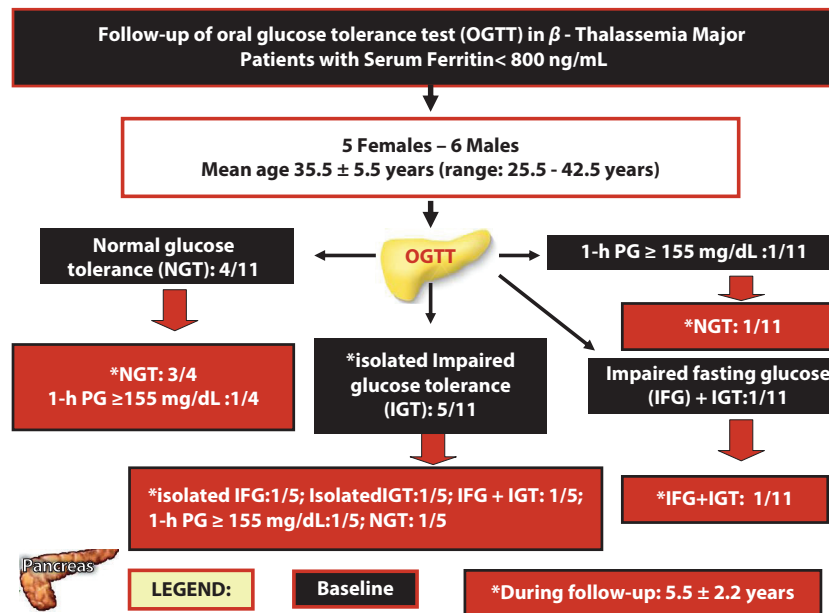 Follow-up of oral glucose tolerance test (OGTT) in β - Thalassemia Major
Patients with Serum Ferritin< 800 ng/mL
5 Females – 6 Males
Mean age 35.5 ± 5.5 years (range: 25.5 - 42.5 years)
Normal glucose
tolerance (NGT): 4/11
OGTT
1-h PG ≥ 155 mg/dL :1/11
*NGT: 3/4
1-h PG ≥155 mg/dL :1/4
*isolated Impaired
glucose tolerance
(IGT): 5/11
*NGT: 1/11
Impaired fasting glucose
(IFG) + IGT:1/11
*isolated IFG:1/5; IsolatedIGT:1/5; IFG + IGT: 1/5;
1-h PG ≥ 155 mg/dL:1/5; NGT: 1/5
*IFG+IGT: 1/11
Pancreas
LEGEND:
Baseline
*During follow-up: 5.5 ± 2.2 years